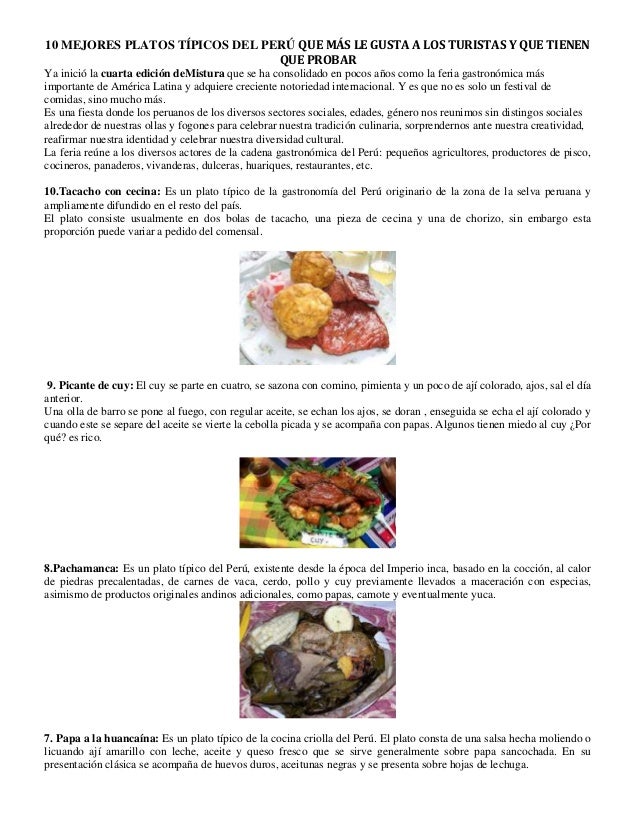 10 MEJORES PLATOS TÍPICOS DEL PERÚ QUE MÁS LE GUSTA A LOS TURISTAS Y QUE TIENEN
QUE PROBAR
Ya inició la cuarta edición deMistura que se ha consolidado en pocos años como la feria gastronómica más
importante de América Latina y adquiere creciente notoriedad internacional. Y es que no es solo un festival de
comidas, sino mucho más.
Es una fiesta donde los peruanos de los diversos sectores sociales, edades, género nos reunimos sin distingos sociales
alrededor de nuestras ollas y fogones para celebrar nuestra tradición culinaria, sorprendernos ante nuestra creatividad,
reafirmar nuestra identidad y celebrar nuestra diversidad cultural.
La feria reúne a los diversos actores de la cadena gastronómica del Perú: pequeños agricultores, productores de pisco,
cocineros, panaderos, vivanderas, dulceras, huariques, restaurantes, etc.
10.Tacacho con cecina: Es un plato típico de la gastronomía del Perú originario de la zona de la selva peruana y
ampliamente difundido en el resto del país.
El plato consiste usualmente en dos bolas de tacacho, una pieza de cecina y una de chorizo, sin embargo esta
proporción puede variar a pedido del comensal.
9. Picante de cuy: El cuy se parte en cuatro, se sazona con comino, pimienta y un poco de ají colorado, ajos, sal el día
anterior.
Una olla de barro se pone al fuego, con regular aceite, se echan los ajos, se doran , enseguida se echa el ají colorado y
cuando este se separe del aceite se vierte la cebolla picada y se acompaña con papas. Algunos tienen miedo al cuy ¿Por
qué? es rico.
CUY.
8.Pachamanca: Es un plato típico del Perú, existente desde la época del Imperio inca, basado en la cocción, al calor
de piedras precalentadas, de carnes de vaca, cerdo, pollo y cuy previamente llevados a maceración con especias,
asimismo de productos originales andinos adicionales, como papas, camote y eventualmente yuca.
7. Papa a la huancaína: Es un plato típico de la cocina criolla del Perú. El plato consta de una salsa hecha moliendo o
licuando ají amarillo con leche, aceite y queso fresco que se sirve generalmente sobre papa sancochada. En su
presentación clásica se acompaña de huevos duros, aceitunas negras y se presenta sobre hojas de lechuga.